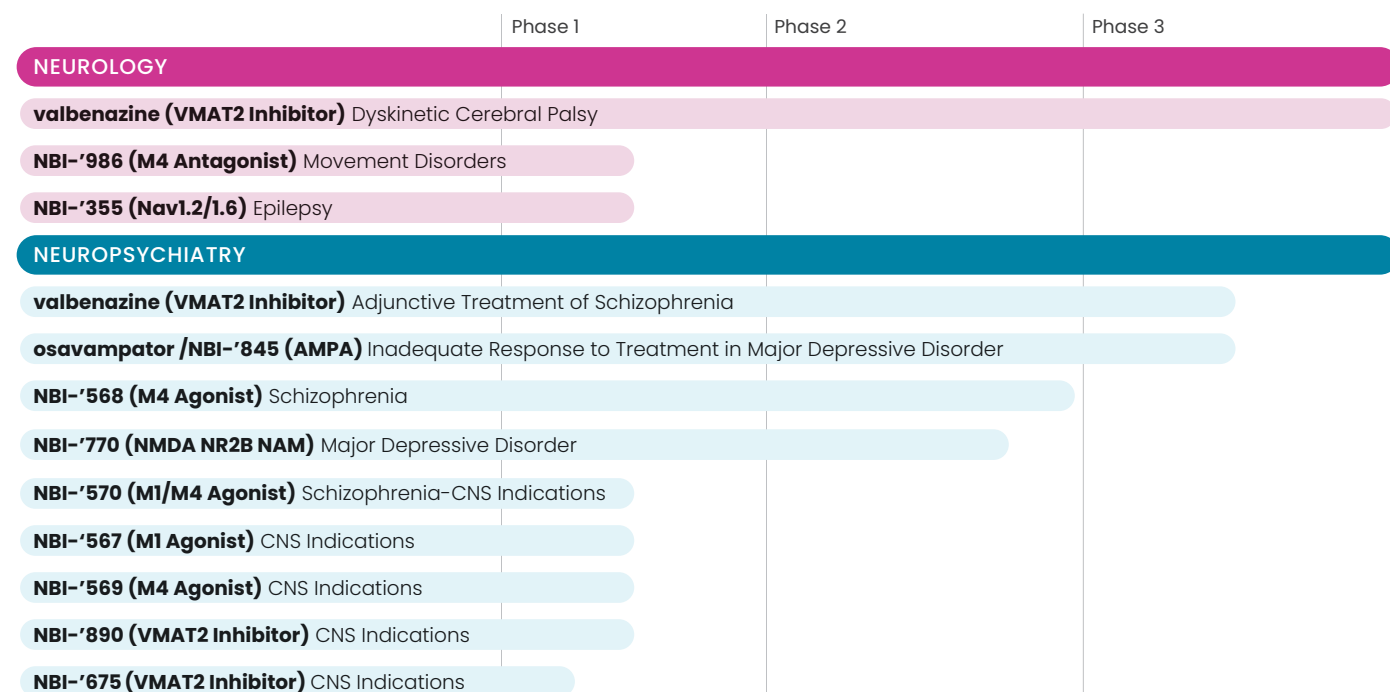 Phase 1 Phase 2 Phase 3
NEUROLOGY
valbenazine (VMAT2 Inhibitor) Dyskinetic Cerebral Palsy
NBI-’986 (M4 Antagonist) Movement Disorders
NBI-’355 (Nav1.2/1.6) Epilepsy
NEUROPSYCHIATRY
valbenazine (VMAT2 Inhibitor) Adjunctive Treatment of Schizophrenia
osavampator /NBI-’845 (AMPA) Inadequate Response to Treatment in Major Depressive Disorder
NBI-’568 (M4 Agonist) Schizophrenia
NBI-’770 (NMDA NR2B NAM) Major Depressive Disorder
NBI-’570 (M1/M4 Agonist) Schizophrenia-CNS Indications
NBI-‘567 (M1 Agonist) CNS Indications
NBI-’569 (M4 Agonist) CNS Indications
NBI-’890 (VMAT2 Inhibitor) CNS Indications
NBI-’675 (VMAT2 Inhibitor) CNS Indications